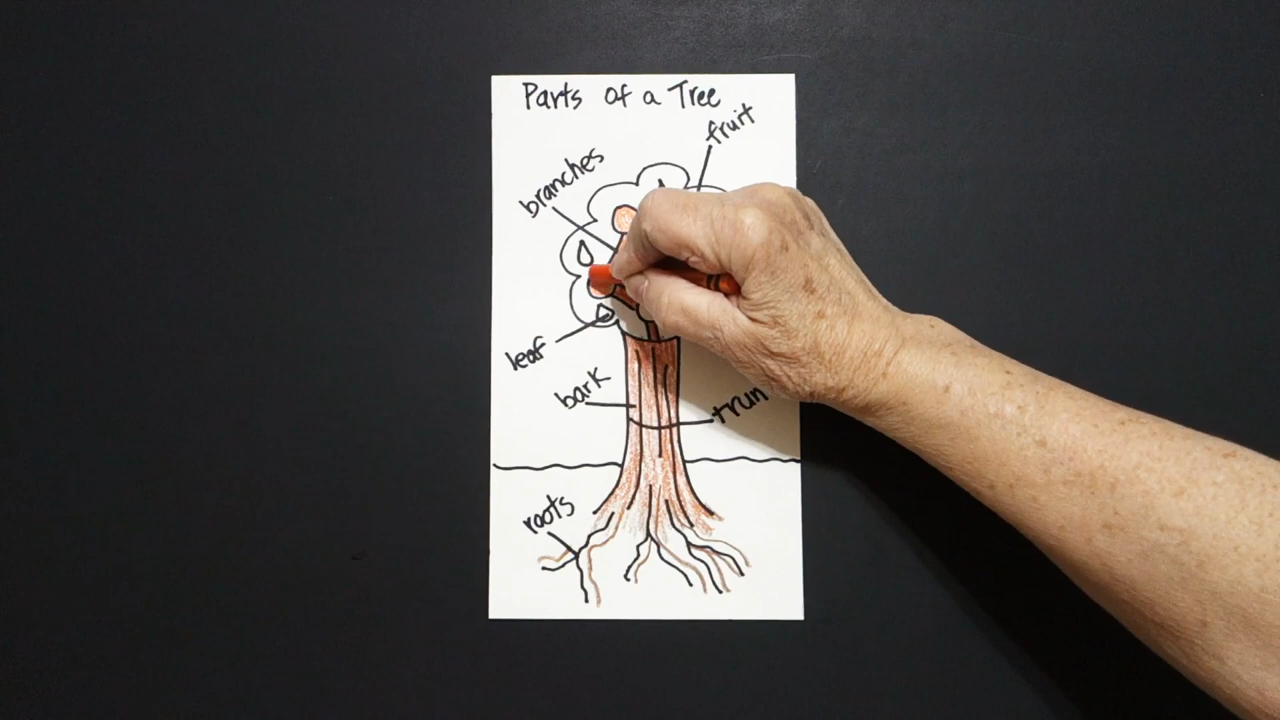 Parts of a Tree
fruit
branches
leaf
bark
trun
roots